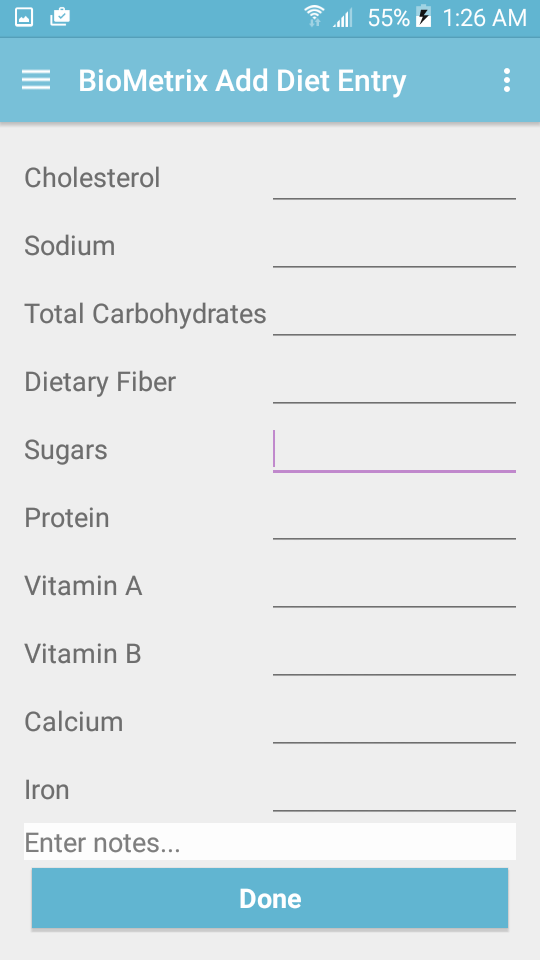 55% 1:26 AM
BioMetrix Add Diet Entry
Cholesterol
Sodium
Total Carbohydrates
Dietary Fiber
Sugars
Protein
Vitamin A
Vitamin B
Calcium
Iron
Enter notes...
Done